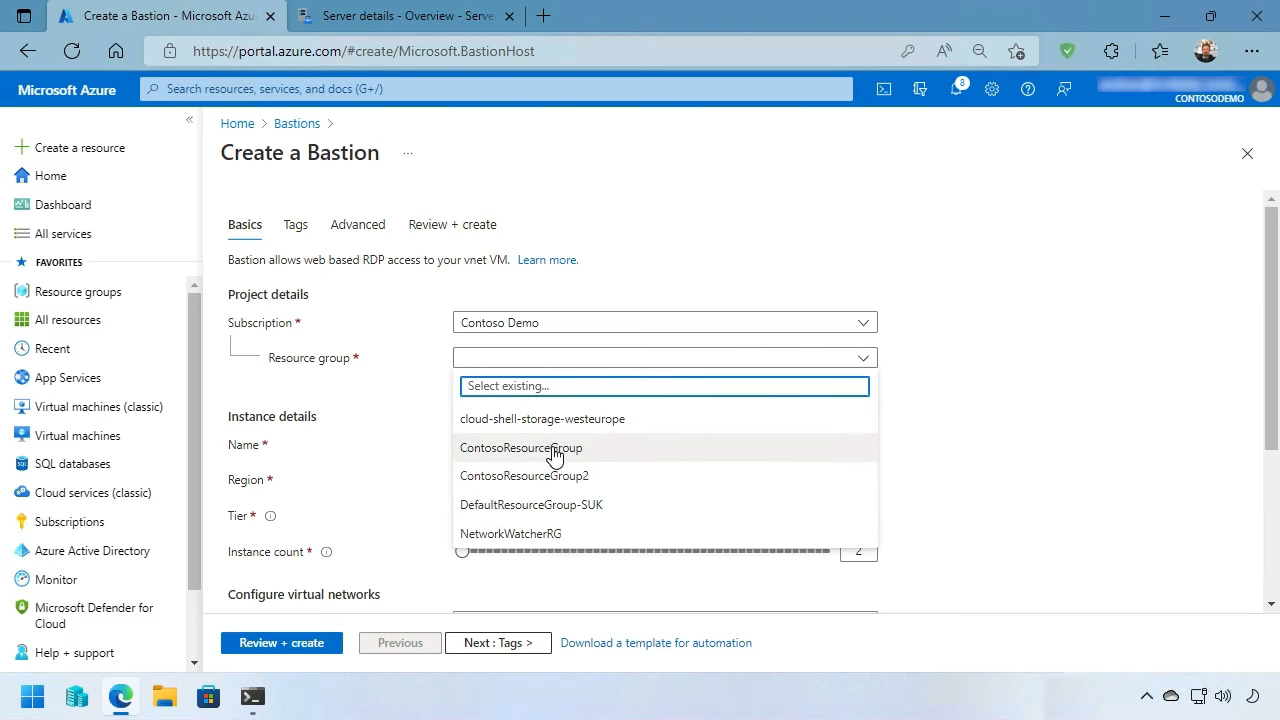 Create a Bastion - Microsoft Azu
Server details - Overview - Serve
https://portal.azure.com/#create/Microsoft.BastionHost
Microsoft Azure
Search resources, services, and docs (G+/)
8
CONTOSODEMO
Home > Bastions >
Create a Bastion ...
Create a resource
Home
Dashboard
All services
FAVORITES
Resource groups
All resources
Recent
App Services
Virtual machines (classic)
Virtual machines
SQL databases
Cloud services (classic)
Subscriptions
Azure Active Directory
Monitor
Microsoft Defender for
Cloud
Help + support
Basics Tags Advanced Review + create
Bastion allows web based RDP access to your vnet VM. Learn more.
Project details
Subscription * Contoso Demo
Resource group *
Select existing...
cloud-shell-storage-westeurope
ContosoResourceGroup
ContosoResourceGroup2
DefaultResourceGroup-SUK
NetworkWatcherRG
Instance details
Name *
Region *
Tier *
Instance count * 2
Configure virtual networks
Review + create Previous Next : Tags > Download a template for automation